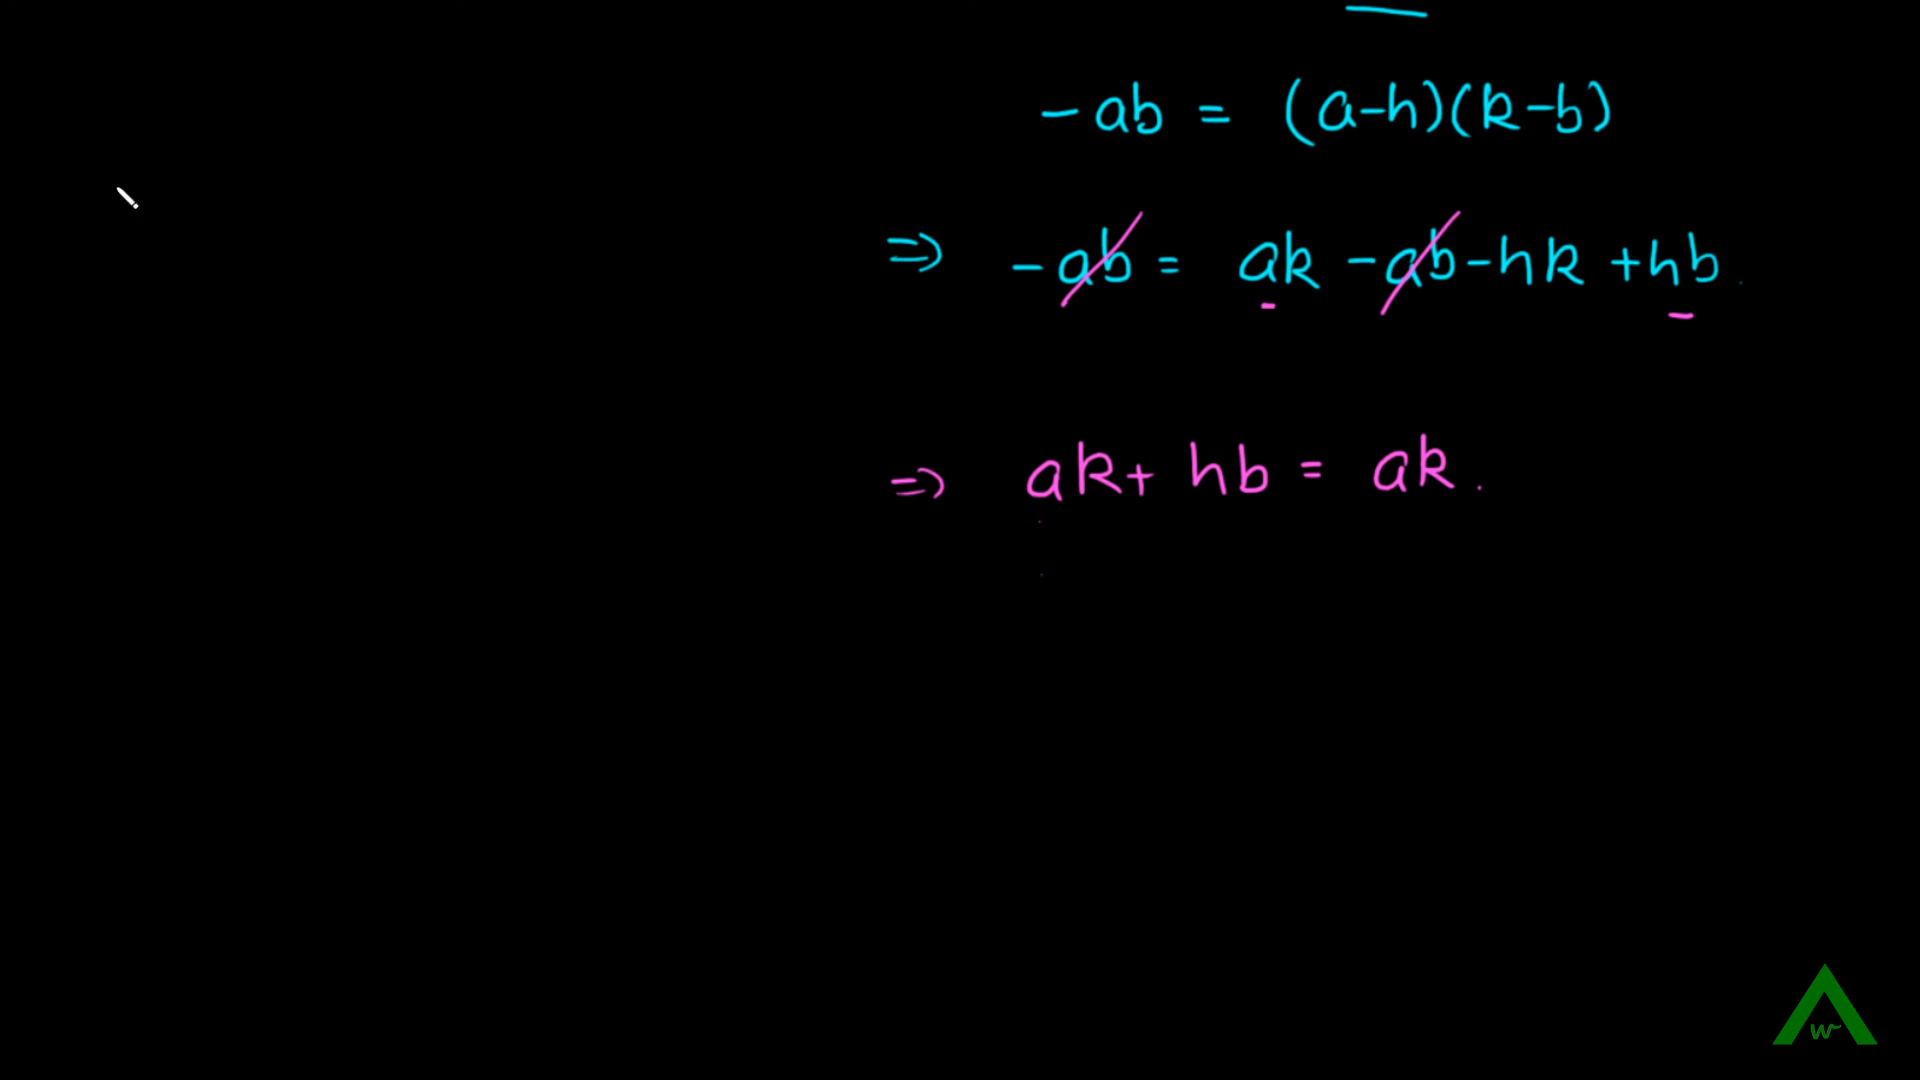 -ab = (a-h)(k-b)
⇒ -ab = ak -ab -hk +hb.
⇒ ak + hb = ak.
w